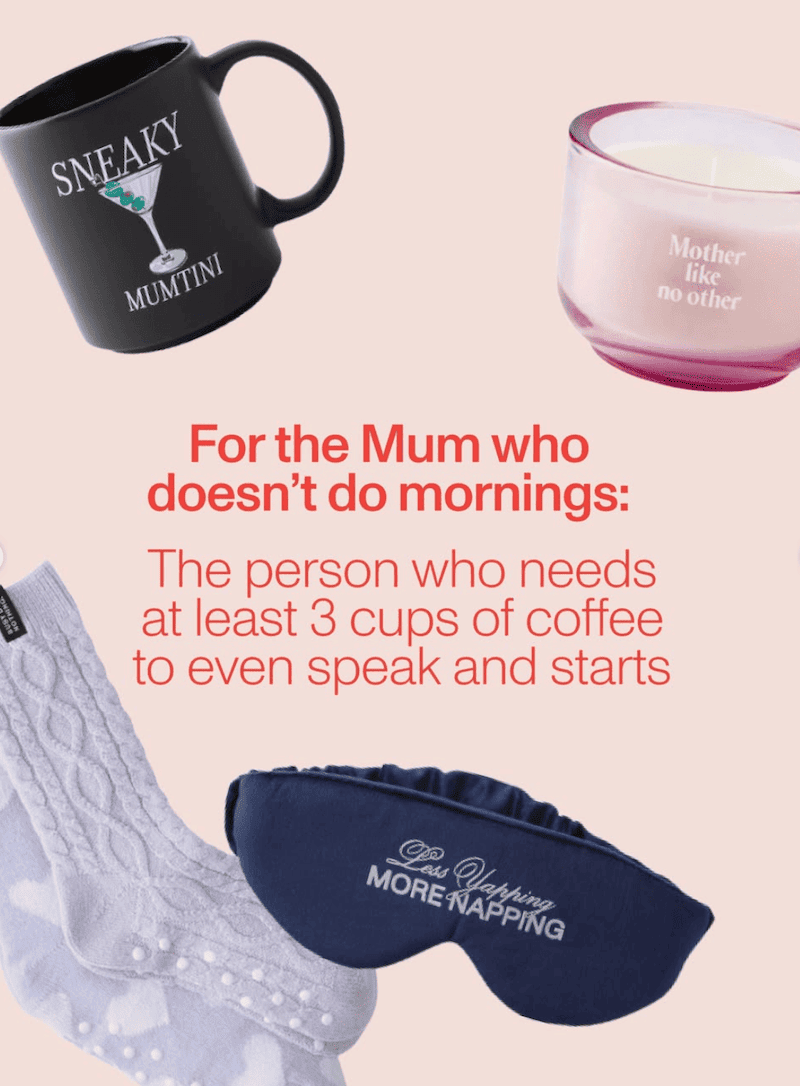 SNEAKY
MUMTINI
Mother
like
no other
For the Mum who
doesn't do mornings:
The person who needs
at least 3 cups of coffee
to even speak and starts
Less Yapping
MORE NAPPING